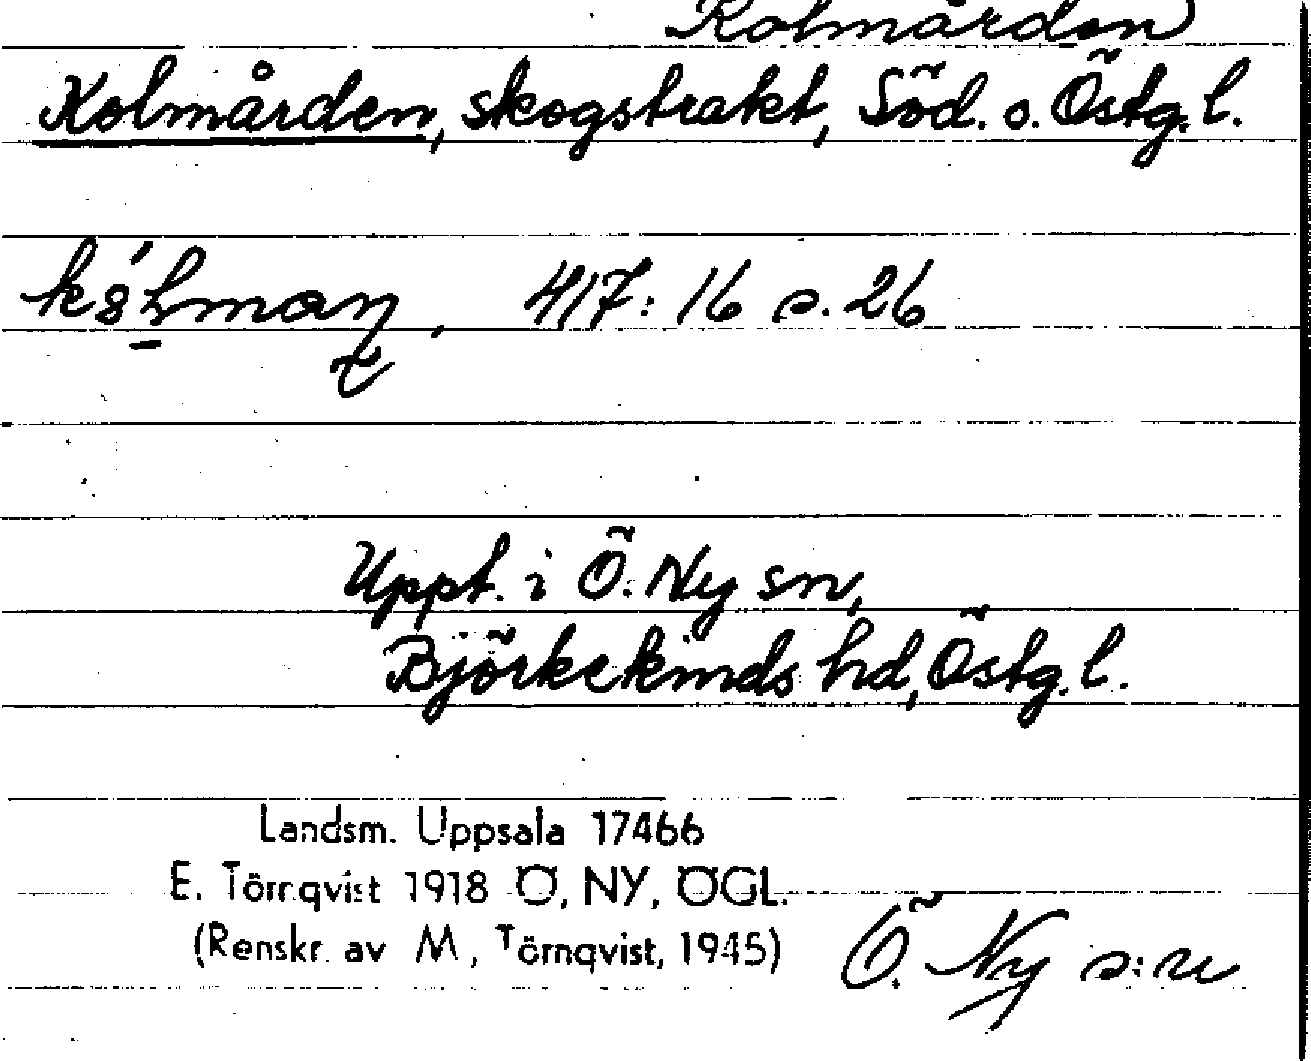 Kolmården
Kolmården, skogstrakt, Söd. o. Östg. l.
417: 16 s. 26
Uppt. i Ö. Ny sn,
Björkekinds hd, Östg. l.
Landsm. Uppsala 17466
E. Törnqvist 1918 Ö, NY, ÖGL.
(Renskr. av M, Törnqvist, 1945)
Ö. Ny s:n